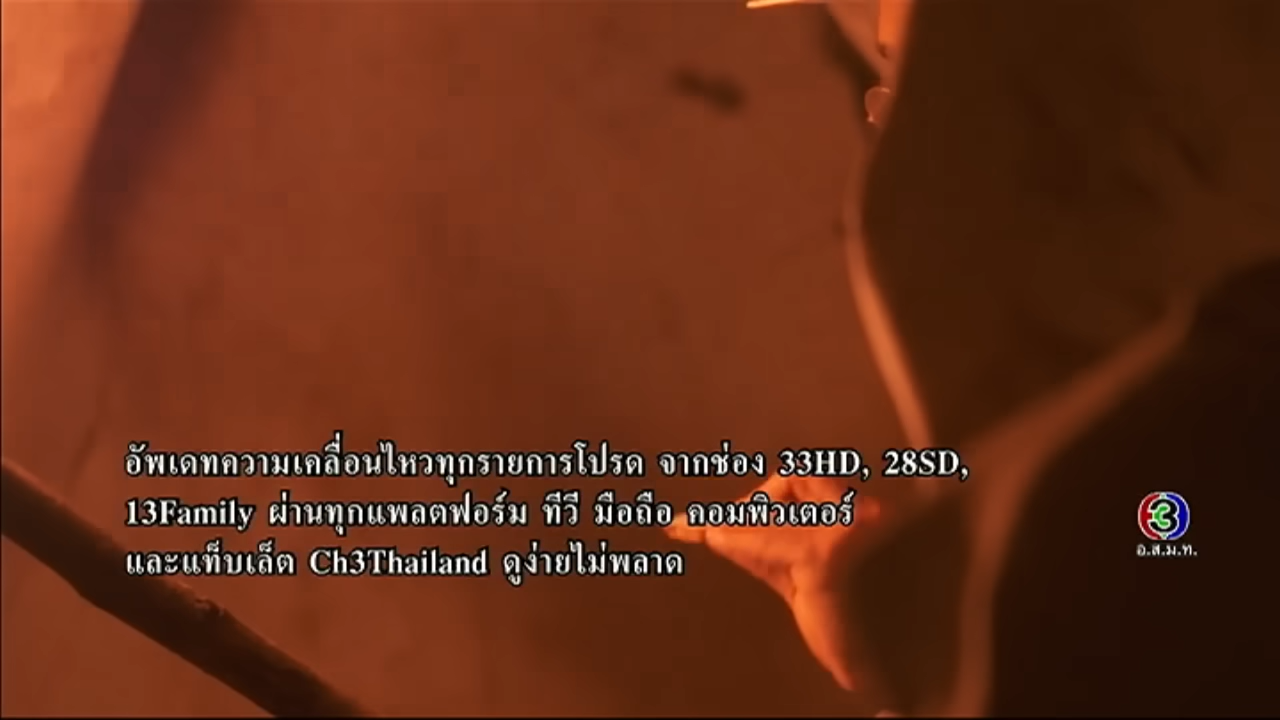 อัพเดทความเคลื่อนไหวทุกรายการโปรด จากช่อง 33HD, 28SD,
13Family ผ่านทุกแพลตฟอร์ม ทีวี มือถือ คอมพิวเตอร์
และแท็บเล็ต Ch3Thailand ดูง่ายไม่พลาด
3
อ.ส.ม.ท.